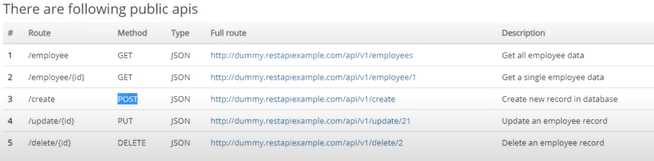 There are following public apis
# Route Method Type Full route Description
1 /employee GET JSON http://dummy.restapiexample.com/api/v1/employees Get all employee data
2 /employee/{id} GET JSON http://dummy.restapiexample.com/api/v1/employee/1 Get a single employee data
3 /create POST JSON http://dummy.restapiexample.com/api/v1/create Create new record in database
4 /update/{id} PUT JSON http://dummy.restapiexample.com/api/v1/update/21 Update an employee record
5 /delete/{id} DELETE JSON http://dummy.restapiexample.com/api/v1/delete/2 Delete an employee record